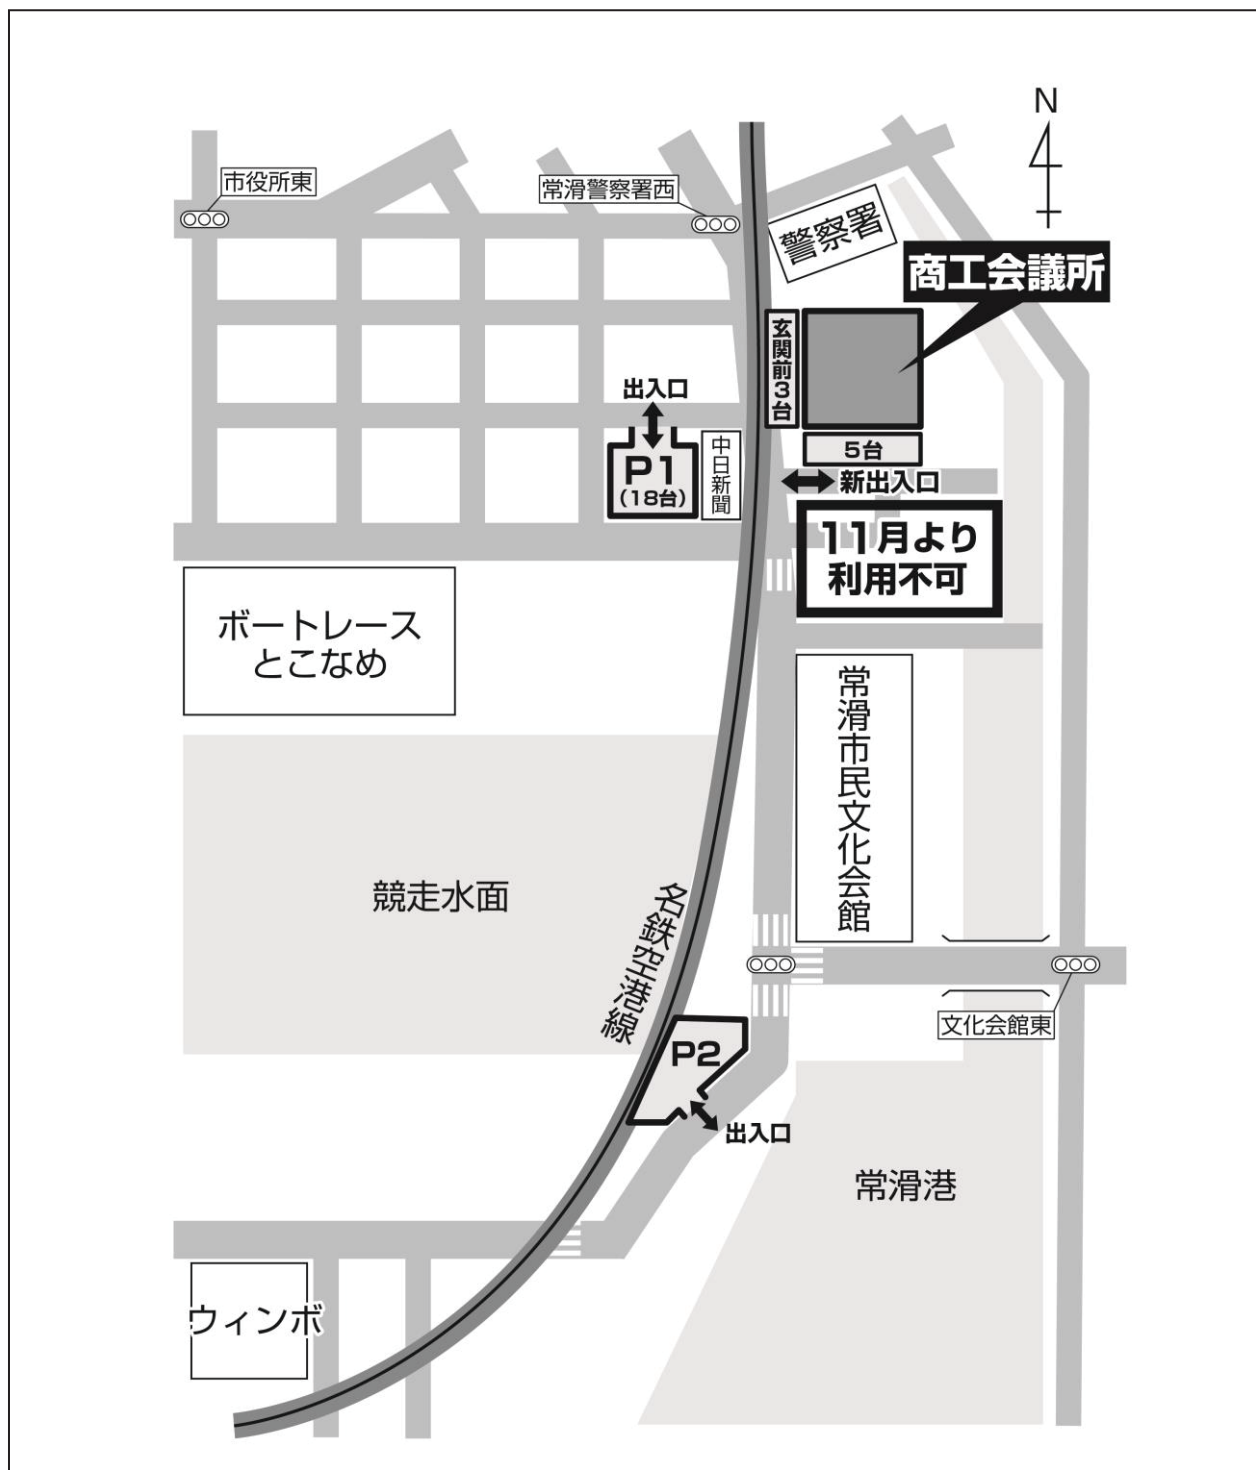 N
市役所東
常滑警察署西
警察署
商工会議所
玄関前3台
出入口
P1
(18台)
中日新聞
5台
新出入口
11月より
利用不可
ボートレース
とこなめ
常滑市民文化会館
競走水面
名鉄空港線
文化会館東
P2
出入口
常滑港
ウィンボ